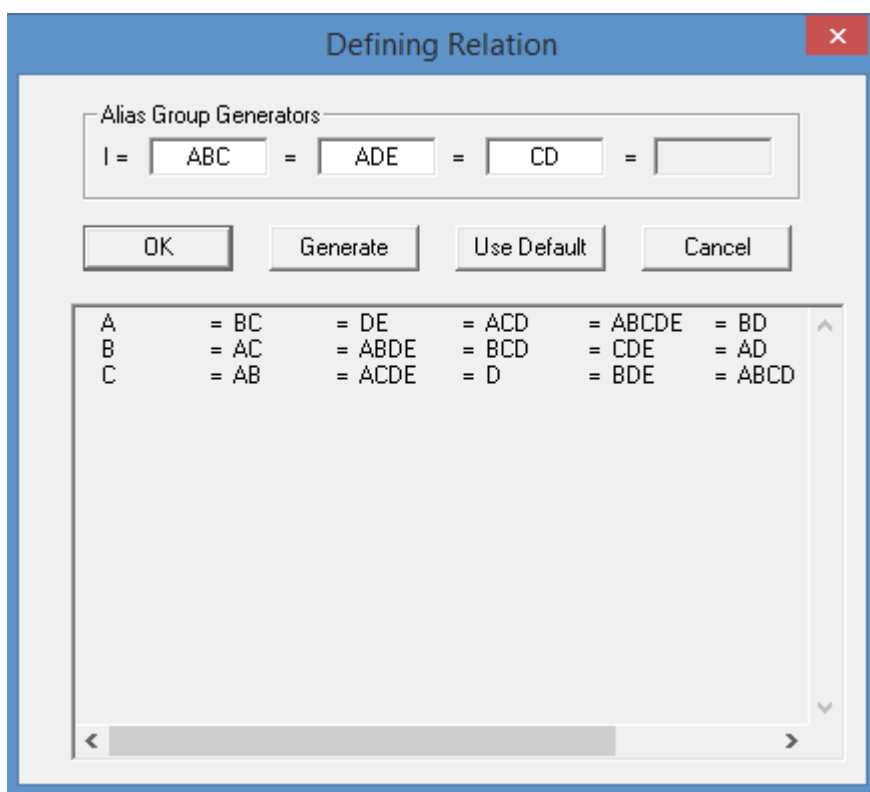 Defining Relation
Alias Group Generators
I = ABC = ADE = CD =
OK Generate Use Default Cancel
A = BC = DE = ACD = ABCDE = BD
B = AC = ABDE = BCD = CDE = AD
C = AB = ACDE = D = BDE = ABCD